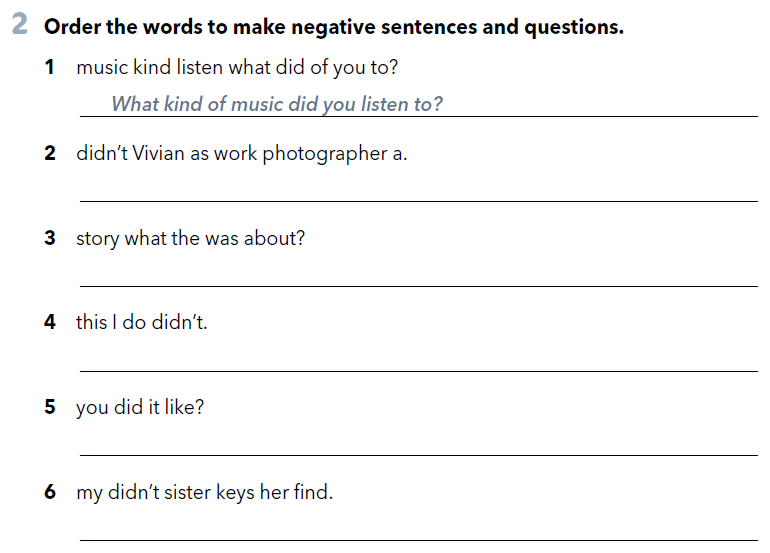 2 Order the words to make negative sentences and questions.
1 music kind listen what did of you to?
What kind of music did you listen to?
2 didn’t Vivian as work photographer a.
3 story what the was about?
4 this I do didn’t.
5 you did it like?
6 my didn’t sister keys her find.